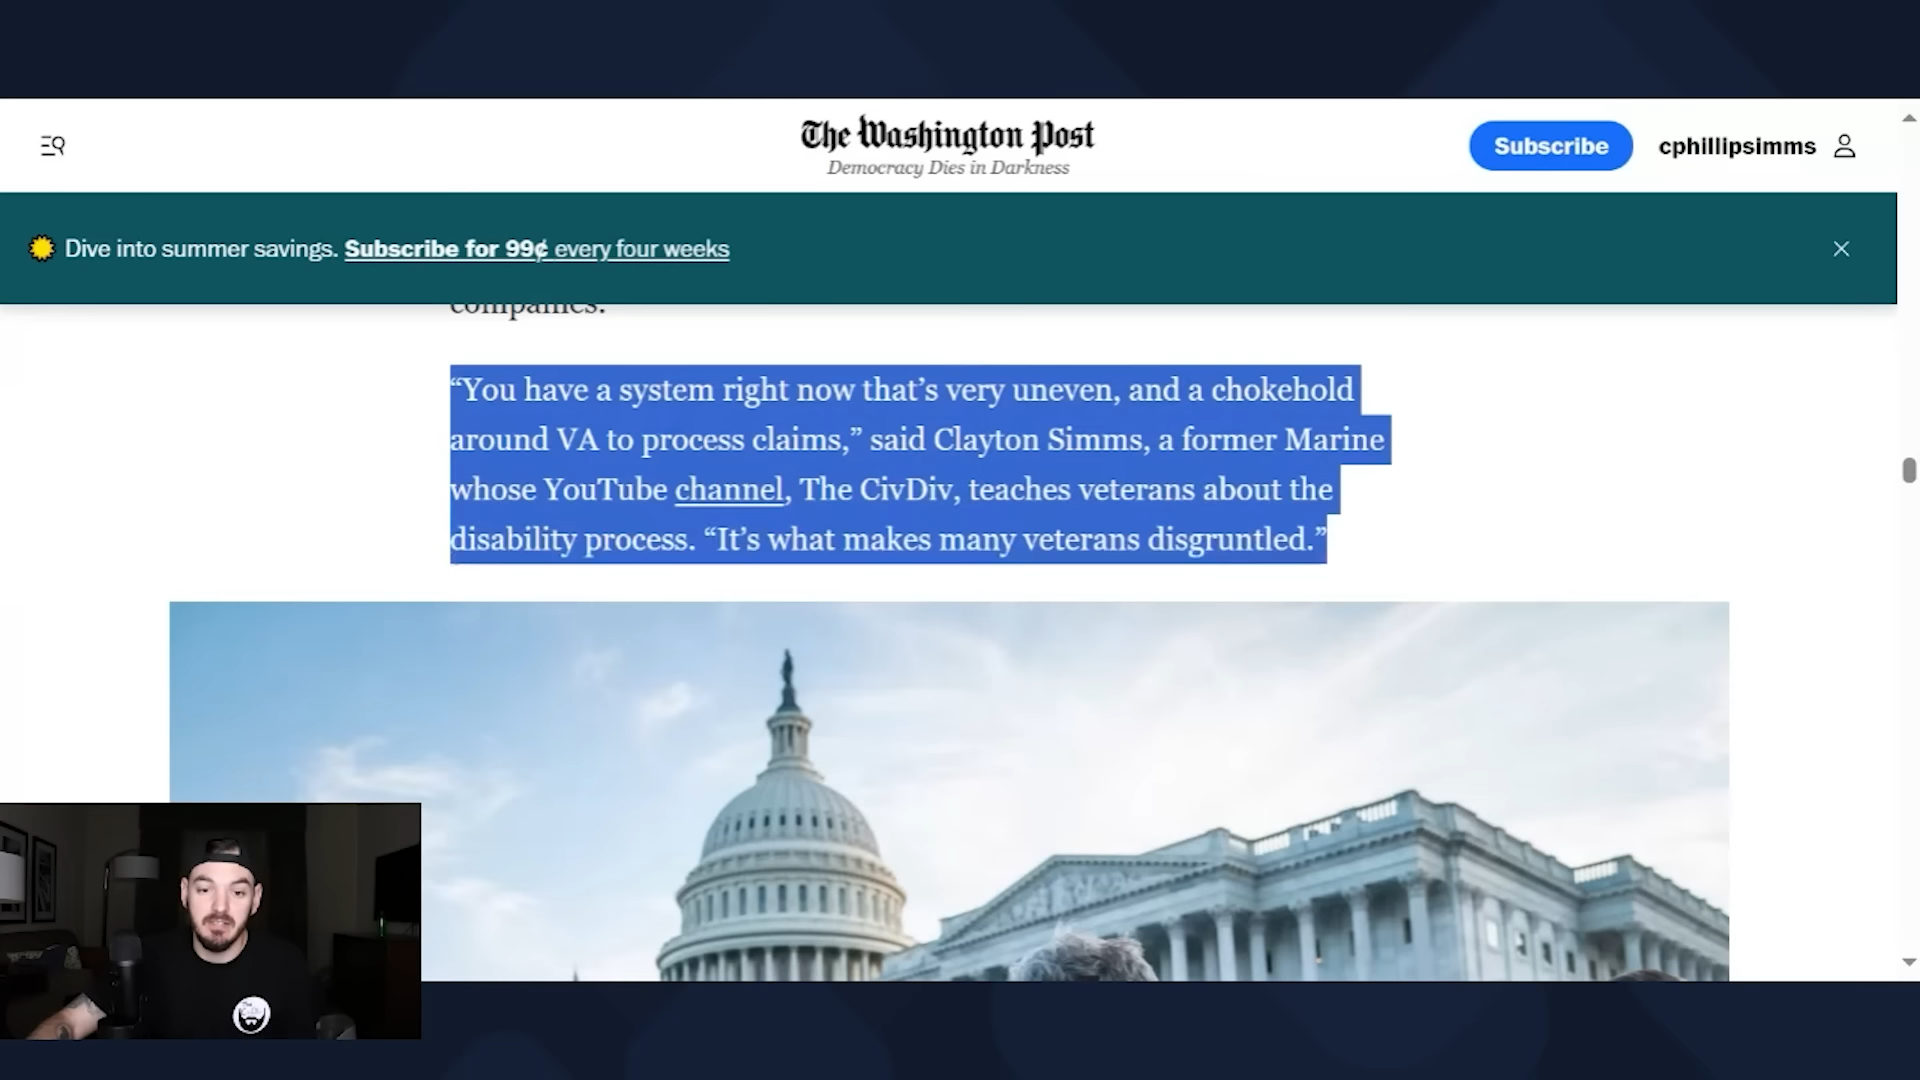 The Washington Post
Democracy Dies in Darkness
Subscribe
cphillipsimms
Dive into summer savings. Subscribe for 99¢ every four weeks
companies.
“You have a system right now that’s very uneven, and a chokehold
around VA to process claims,” said Clayton Simms, a former Marine
whose YouTube channel, The CivDiv, teaches veterans about the
disability process. “It’s what makes many veterans disgruntled.”